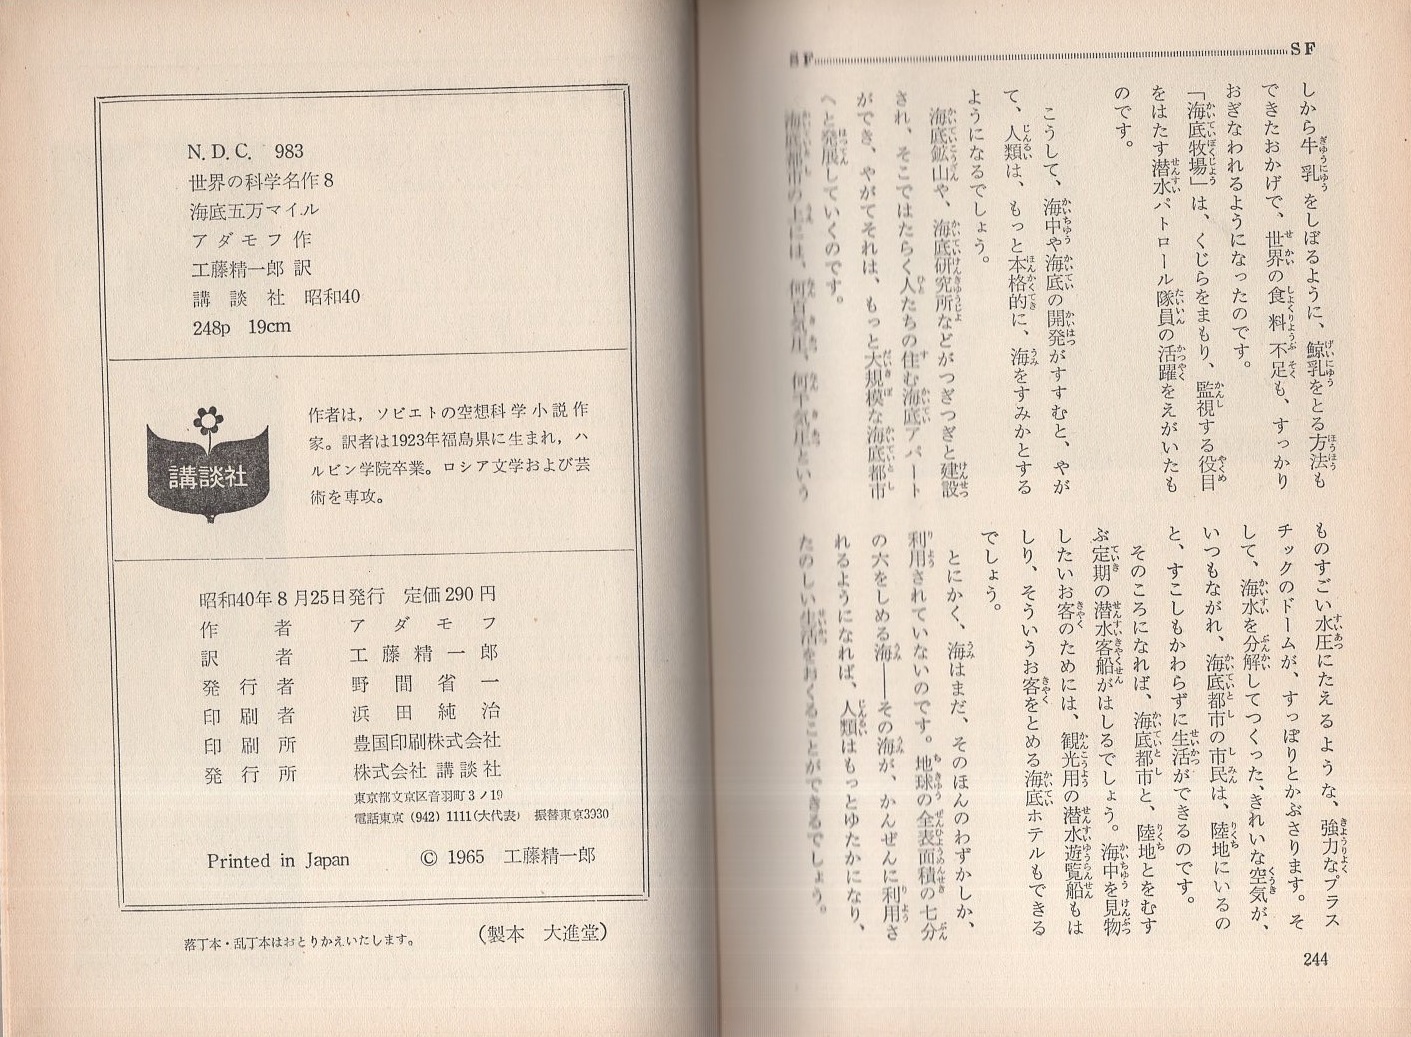 SF
SF
しから牛乳をしぼるように、鯨乳をとる方法も
できたおかげで、世界の食料不足も、すっかり
おぎなわれるようになったのです。
「海底牧場」は、くじらをまもり、監視する役目
をはたす潜水パトロール隊員の活躍をえがいたも
のです。
こうして、海中や海底の開発がすすむと、やが
て、人類は、もっと本格的に、海をすみかとする
ようになるでしょう。
海底鉱山や、海底研究所などがつぎつぎと建設
され、そこではたらく人たちの住む海底アパート
ができ、やがてそれは、もっと大規模な海底都市
へと発展していくのです。
海底都市の上には、何百気圧、何千気圧という
ものすごい水圧にたえるような、強力なプラス
チックのドームが、すっぽりとかぶさります。そ
して、海水を分解してつくった、きれいな空気が、
いつもながれ、海底都市の市民は、陸地にいるの
と、すこしもかわらずに生活ができるのです。
そのころになれば、海底都市と、陸地とをむす
ぶ定期の潜水客船がはしるでしょう。海中を見物
したいお客のためには、観光用の潜水遊覧船もは
しり、そういうお客をとめる海底ホテルもできる
でしょう。
とにかく、海はまだ、そのほんのわずかしか、
利用されていないのです。地球の全表面積の七分
の六をしめる海――その海が、かんぜんに利用さ
れるようになれば、人類はもっとゆたかになり、
たのしい生活をおくることができるでしょう。
244
N.D.C. 983
世界の科学名作8
海底五万マイル
アダモフ作
工藤精一郎 訳
講談社 昭和40
248p 19cm
講談社
作者は，ソビエトの空想科学小説作
家。訳者は1923年福島県に生まれ，ハ
ルビン学院卒業。ロシア文学および芸
術を専攻。
昭和40年8月25日発行 定価290円
作者 アダモフ
訳者 工藤精一郎
発行者 野間省一
印刷者 浜田純治
印刷所 豊国印刷株式会社
発行所 株式会社 講談社
東京都文京区音羽町3ノ19
電話東京 (942) 1111(大代表) 振替東京3930
Printed in Japan © 1965 工藤精一郎
落丁本・乱丁本はおとりかえいたします。
(製本 大進堂)